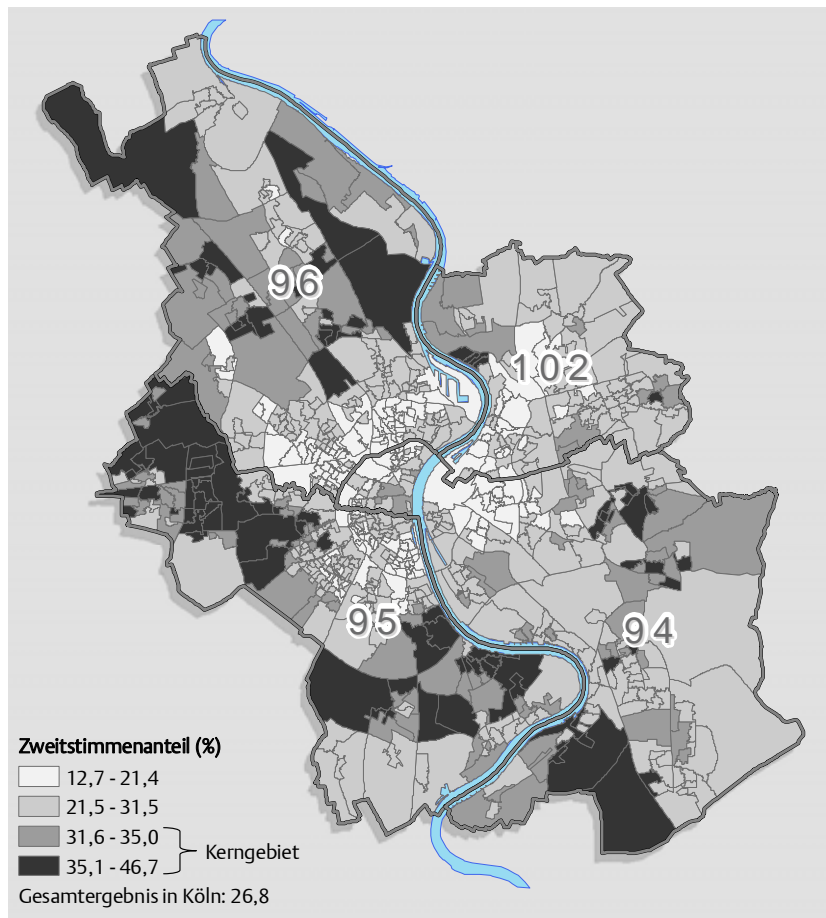 96
102
95
94
Zweitstimmenanteil (%)
12,7 - 21,4
21,5 - 31,5
31,6 - 35,0
Kerngebiet
35,1 - 46,7
Gesamtergebnis in Köln: 26,8